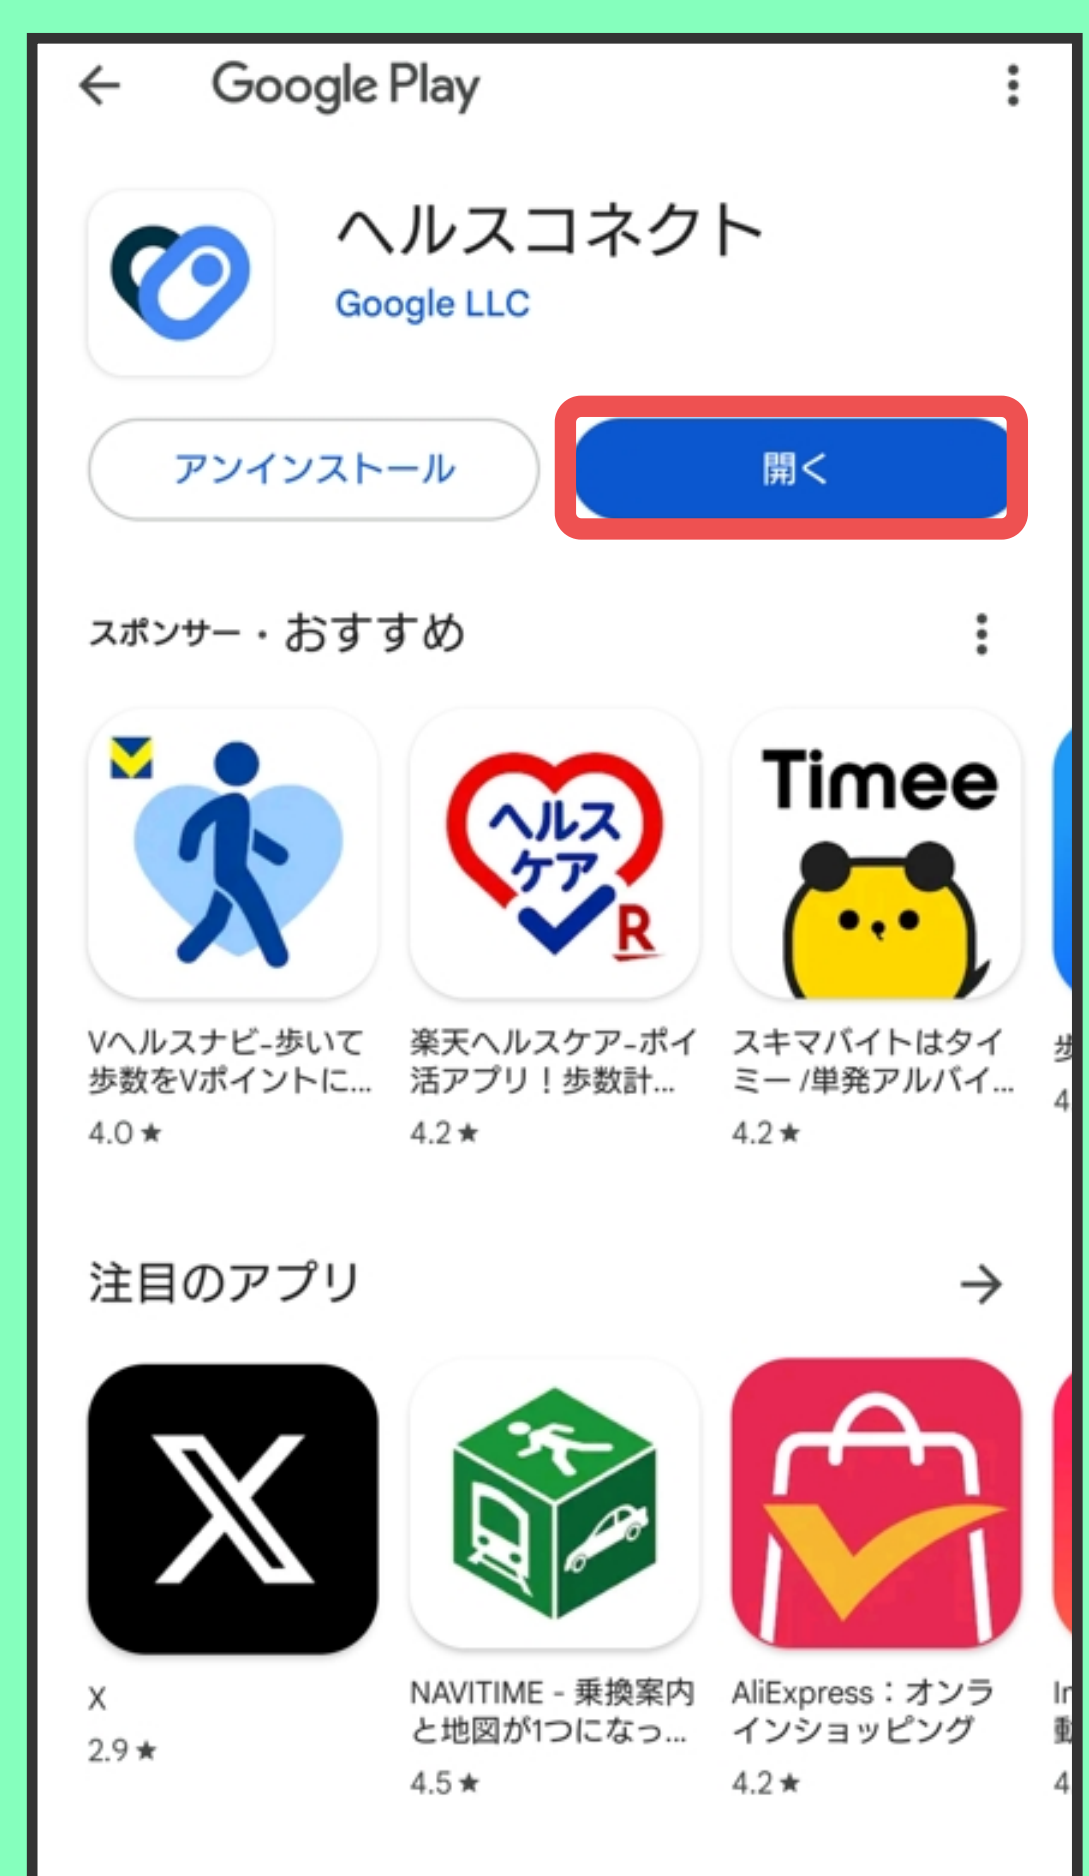 Google Play
ヘルスコネクト
Google LLC
アンインストール
開く
スポンサー・おすすめ
Timee
ヘルス
ケア
R
Vヘルスナビ-歩いて
歩数をVポイントに...
4.0★
楽天ヘルスケア-ポイ
活アプリ！歩数計...
4.2★
スキマバイトはタイ
ミー /単発アルバイ...
4.2★
歩
4
注目のアプリ
X
X
2.9★
NAVITIME - 乗換案内
と地図が1つになっ...
4.5★
AliExpress：オンラ
インショッピング
4.2★
4